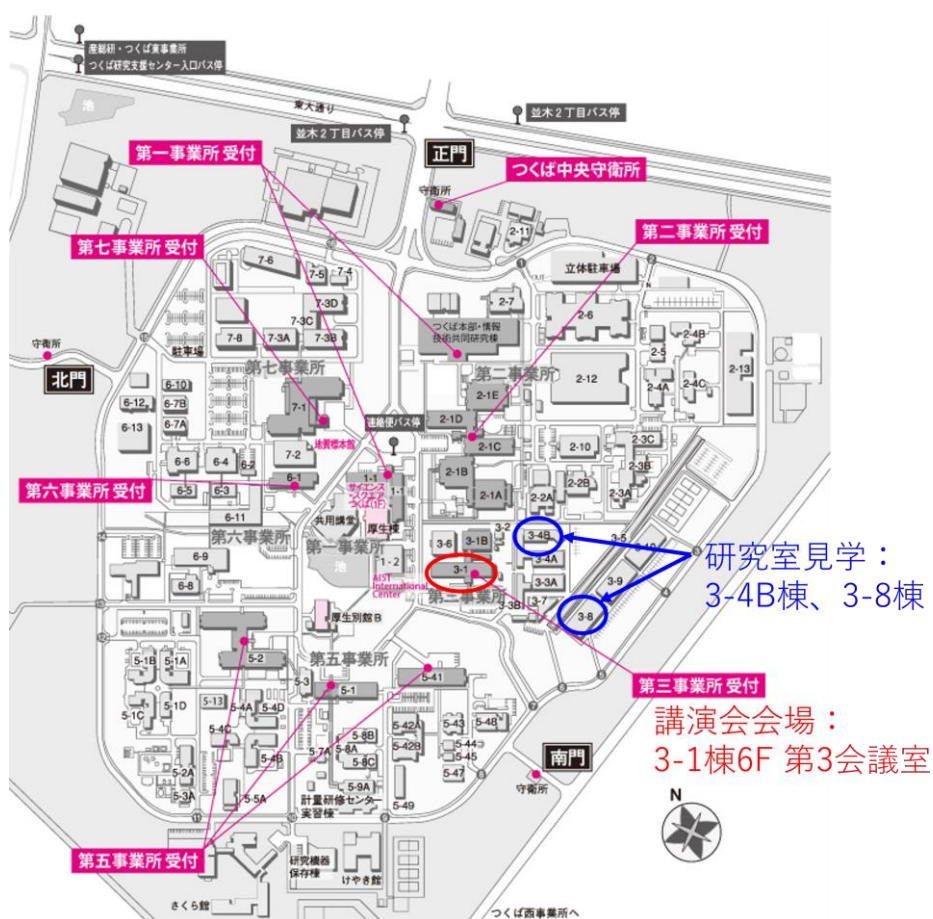 産総研・つくば東事業所
つくば研究支援センター入口バス停
東大通り
池
並木2丁目バス停
並木2丁目バス停
第一事業所 受付
正門
つくば中央守衛所
守衛所
2-11
第七事業所 受付
第二事業所 受付
7-6
7-5
7-4
OUT
立体駐車場
IN
7-3D
7-3C
7-8
7-3A
7-3B
2-7
2-6
つくば本部・情報
技術共同研究棟
2-4B
2-5
駐車場
守衛所
北門
第七事業所
第二事業所
2-12
2-4A
2-4C
2-13
6-10
6-12
6-7B
6-7A
6-13
7-1
2-1E
2-1D
連絡便バス停
地質標本館
2-1C
2-10
2-3C
6-6
6-4
6-2
7-2
2-1B
2-3B
6-1
1-1
1-1
サイエンス
スクエア
つくば(1F)
2-2B
2-3A
第六事業所 受付
6-5
6-3
2-1A
2-2A
6-11
共用講堂
厚生棟
3-2
3-4B
3-5
第六事業所
第一事業所
3-6
3-1B
3-10
6-9
池
1-2
3-1
3-4A
3-9
研究室見学：
3-4B棟、3-8棟
6-8
AIST
International
Center
第三事業所
3-3A
3-3B
3-7
3-8
厚生別館B
第五事業所
5-1B
5-1A
5-2
5-3
5-1
5-41
第三事業所 受付
5-1C
5-1D
5-13
5-4A
5-4D
5-4C
5-4B
5-42A
5-43
5-48
講演会会場：
3-1棟6F 第3会議室
5-8B
5-7A
5-8A
5-8C
5-42B
5-44
5-45
南門
5-2A
5-3A
5-5A
5-9A
5-47
5-49
守衛所
計量研修センター
実習棟
N
第五事業所 受付
研究機器
保存棟
けやき館
さくら館
つくば西事業所へ